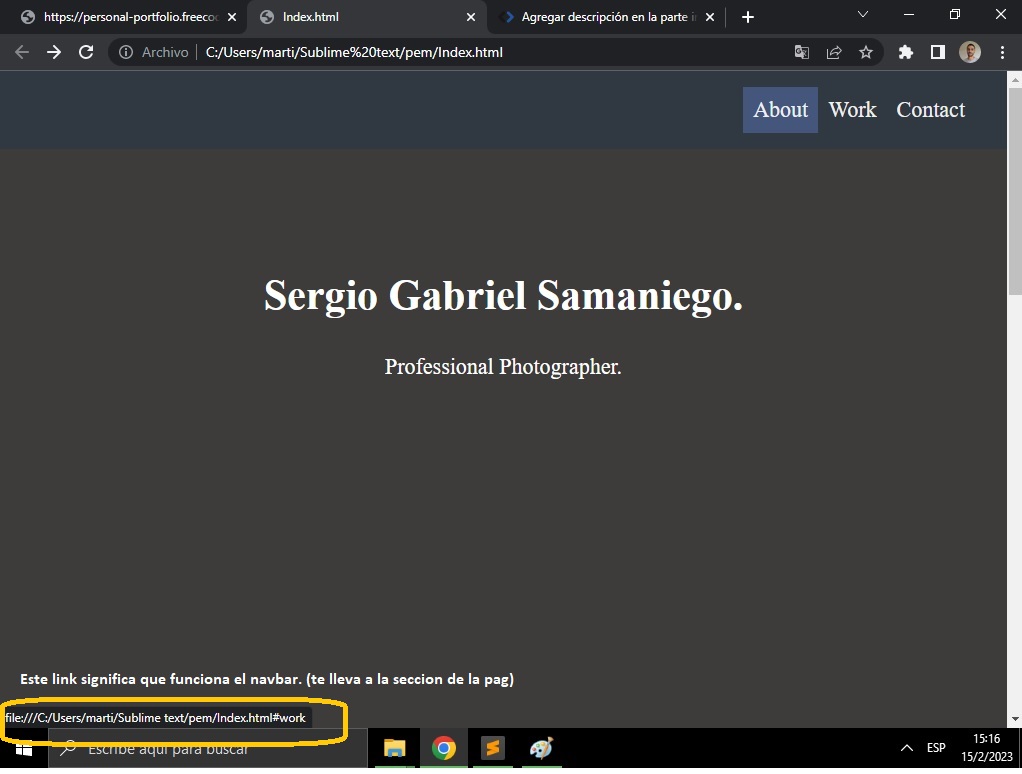 https://personal-portfolio.freecoc
Index.html
Agregar descripción en la parte i
Archivo
C:/Users/marti/Sublime%20text/pem/Index.html
About
Work
Contact
Sergio Gabriel Samaniego.
Professional Photographer.
Este link significa que funciona el navbar. (te lleva a la seccion de la pag)
file:///C:/Users/marti/Sublime text/pem/Index.html#work
Escribe aquí para buscar
ESP
15:16
15/2/2023